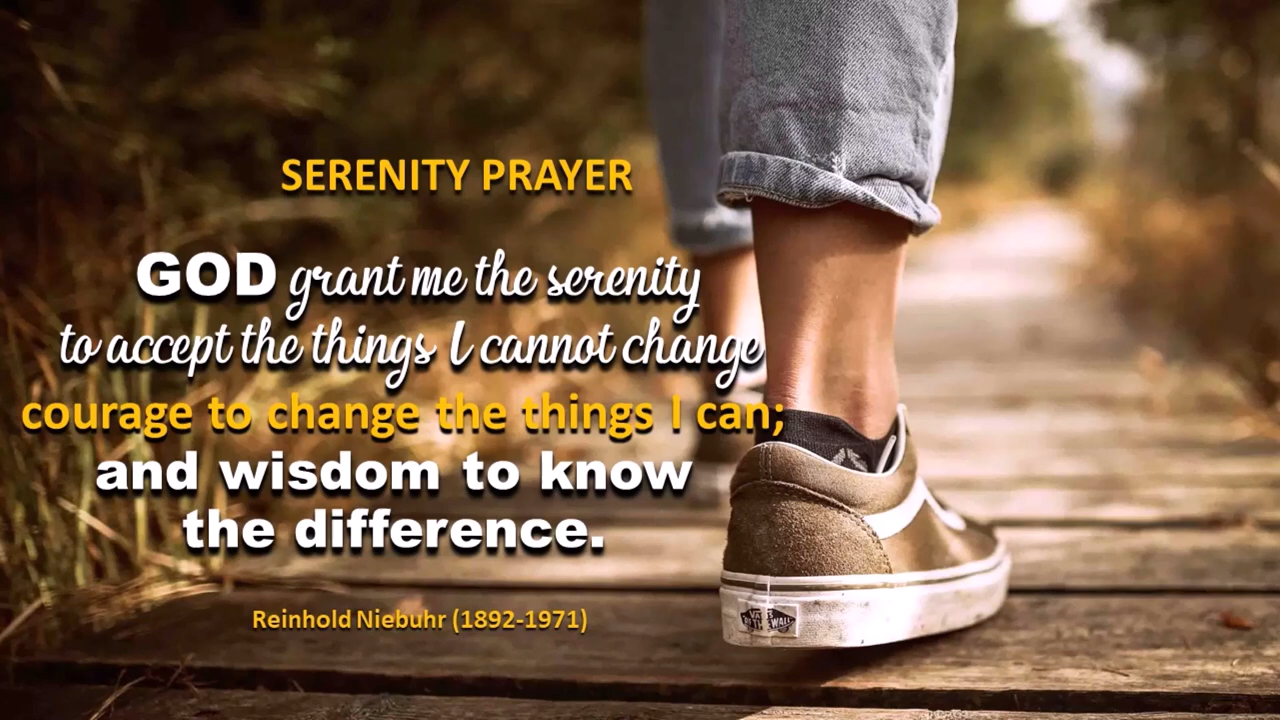 SERENITY PRAYER
GOD grant me the serenity
to accept the things I cannot change
courage to change the things I can;
and wisdom to know
the difference.
Reinhold Niebuhr (1892-1971)
VANS
OFF THE WALL